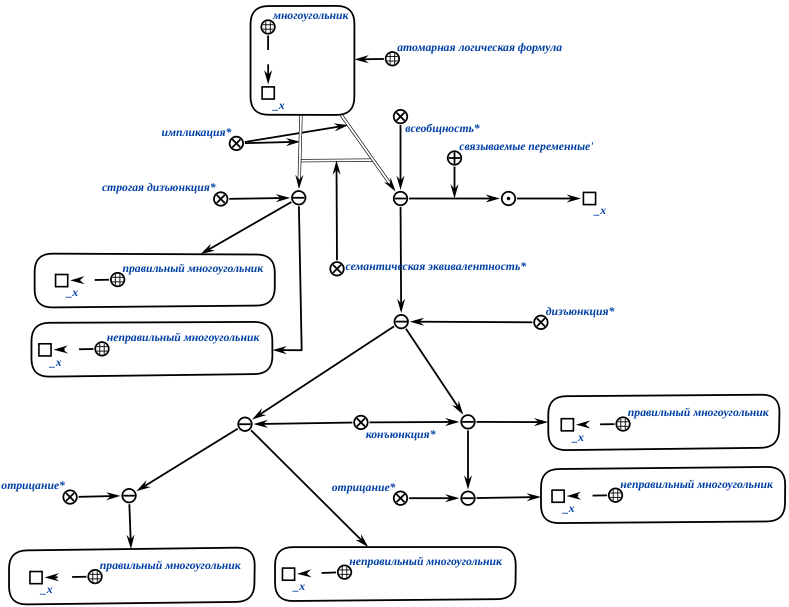 многоугольник
атомарная логическая формула
_x
импликация*
всеобщность*
связываемые переменные'
строгая дизъюнкция*
_x
правильный многоугольник
семантическая эквивалентность*
_x
дизъюнкция*
неправильный многоугольник
_x
правильный многоугольник
конъюнкция*
_x
отрицание*
отрицание*
неправильный многоугольник
_x
правильный многоугольник
неправильный многоугольник
_x
_x